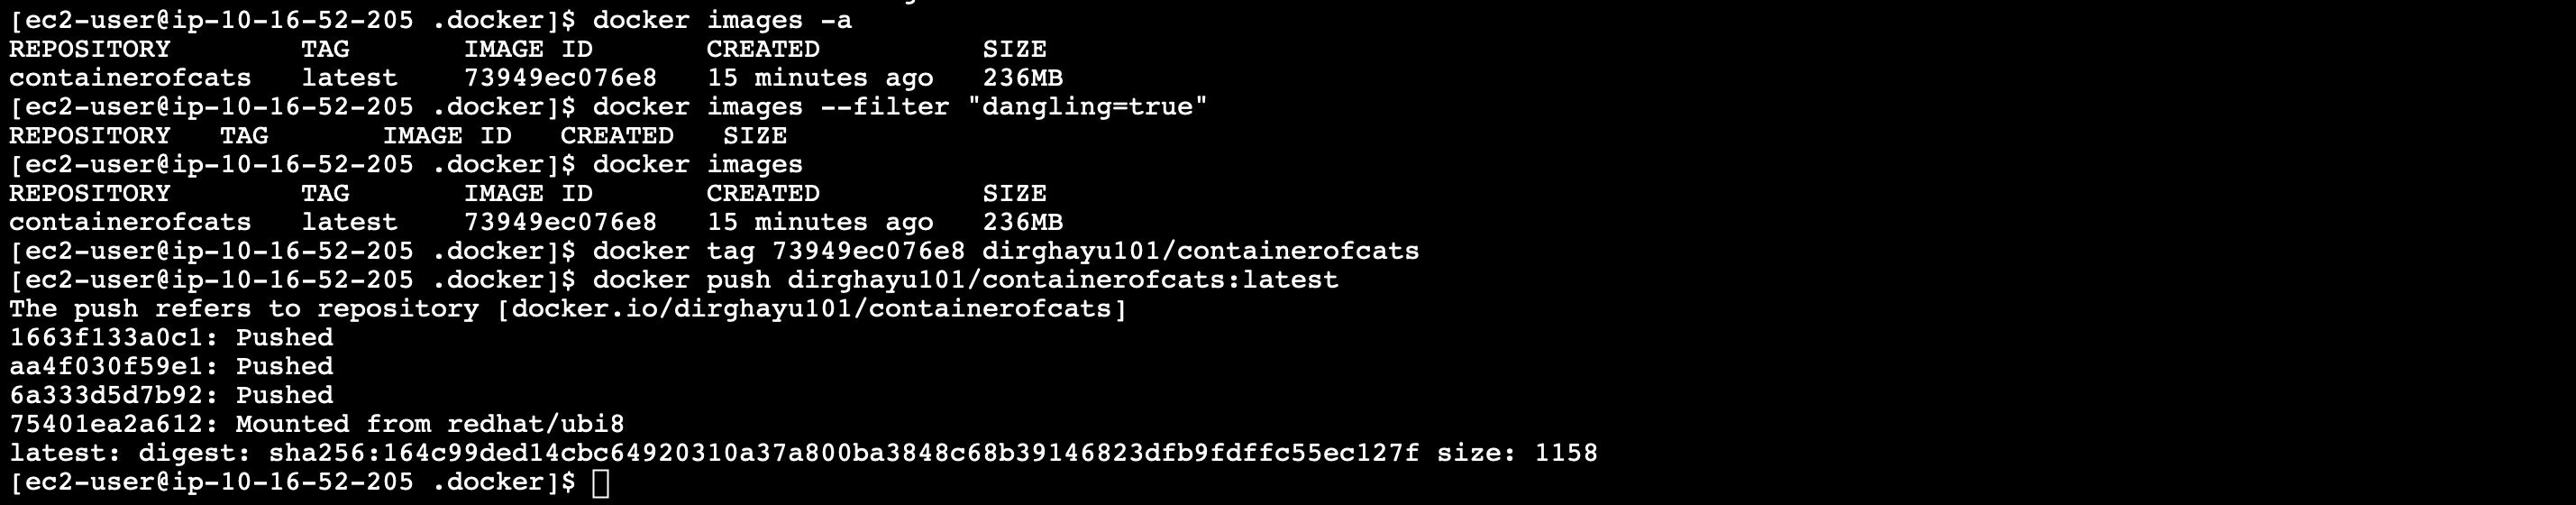 [ec2-user@ip-10-16-52-205 .docker]$ docker images -a
REPOSITORY        TAG       IMAGE ID       CREATED          SIZE
containerofcats   latest    73949ec076e8   15 minutes ago   236MB
[ec2-user@ip-10-16-52-205 .docker]$ docker images --filter "dangling=true"
REPOSITORY   TAG       IMAGE ID   CREATED   SIZE
[ec2-user@ip-10-16-52-205 .docker]$ docker images
REPOSITORY        TAG       IMAGE ID       CREATED          SIZE
containerofcats   latest    73949ec076e8   15 minutes ago   236MB
[ec2-user@ip-10-16-52-205 .docker]$ docker tag 73949ec076e8 dirghayu101/containerofcats
[ec2-user@ip-10-16-52-205 .docker]$ docker push dirghayu101/containerofcats:latest
The push refers to repository [docker.io/dirghayu101/containerofcats]
1663f133a0c1: Pushed
aa4f030f59e1: Pushed
6a333d5d7b92: Pushed
75401ea2a612: Mounted from redhat/ubi8
latest: digest: sha256:164c99ded14cbc64920310a37a800ba3848c68b39146823dfb9fdffc55ec127f size: 1158
[ec2-user@ip-10-16-52-205 .docker]$